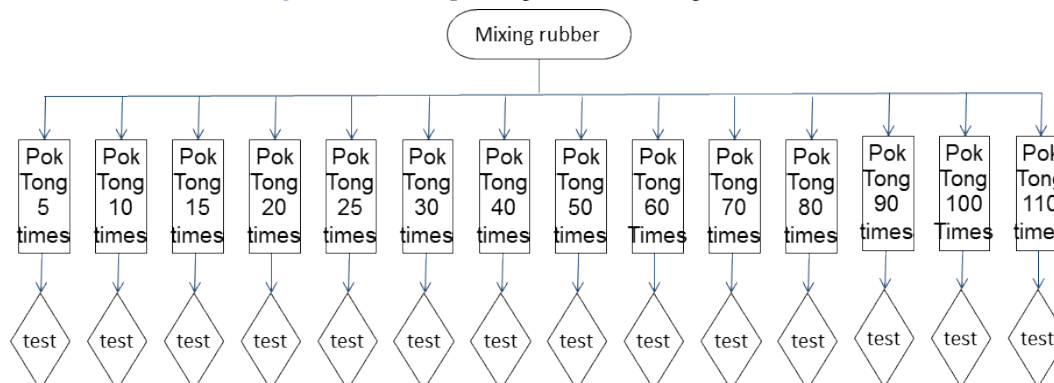 Mixing rubber
Pok
Tong
5
times
Pok
Tong
10
times
Pok
Tong
15
times
Pok
Tong
20
times
Pok
Tong
25
times
Pok
Tong
30
times
Pok
Tong
40
times
Pok
Tong
50
times
Pok
Tong
60
Times
Pok
Tong
70
times
Pok
Tong
80
times
Pok
Tong
90
times
Pok
Tong
100
Times
Pok
110
test
test
test
test
test
test
test
test
test
test
test
test
test
test